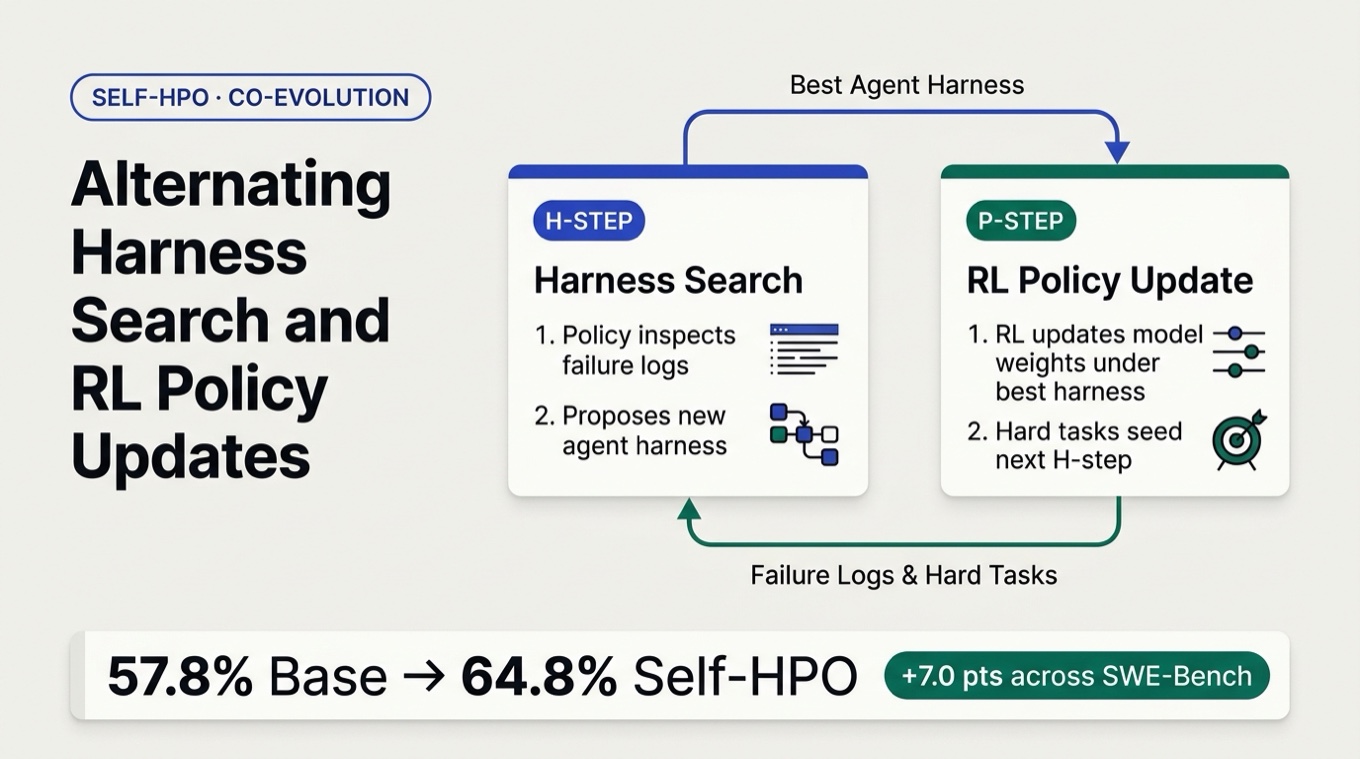 SELF-HPO · CO-EVOLUTION
Alternating
Harness
Search and
RL Policy
Updates
Best Agent Harness
H-STEP
Harness Search
1. Policy inspects
failure logs
2. Proposes new
agent harness
P-STEP
RL Policy Update
1. RL updates model
weights under
best harness
2. Hard tasks seed
next H-step
Failure Logs & Hard Tasks
57.8% Base → 64.8% Self-HPO
+7.0 pts across SWE-Bench